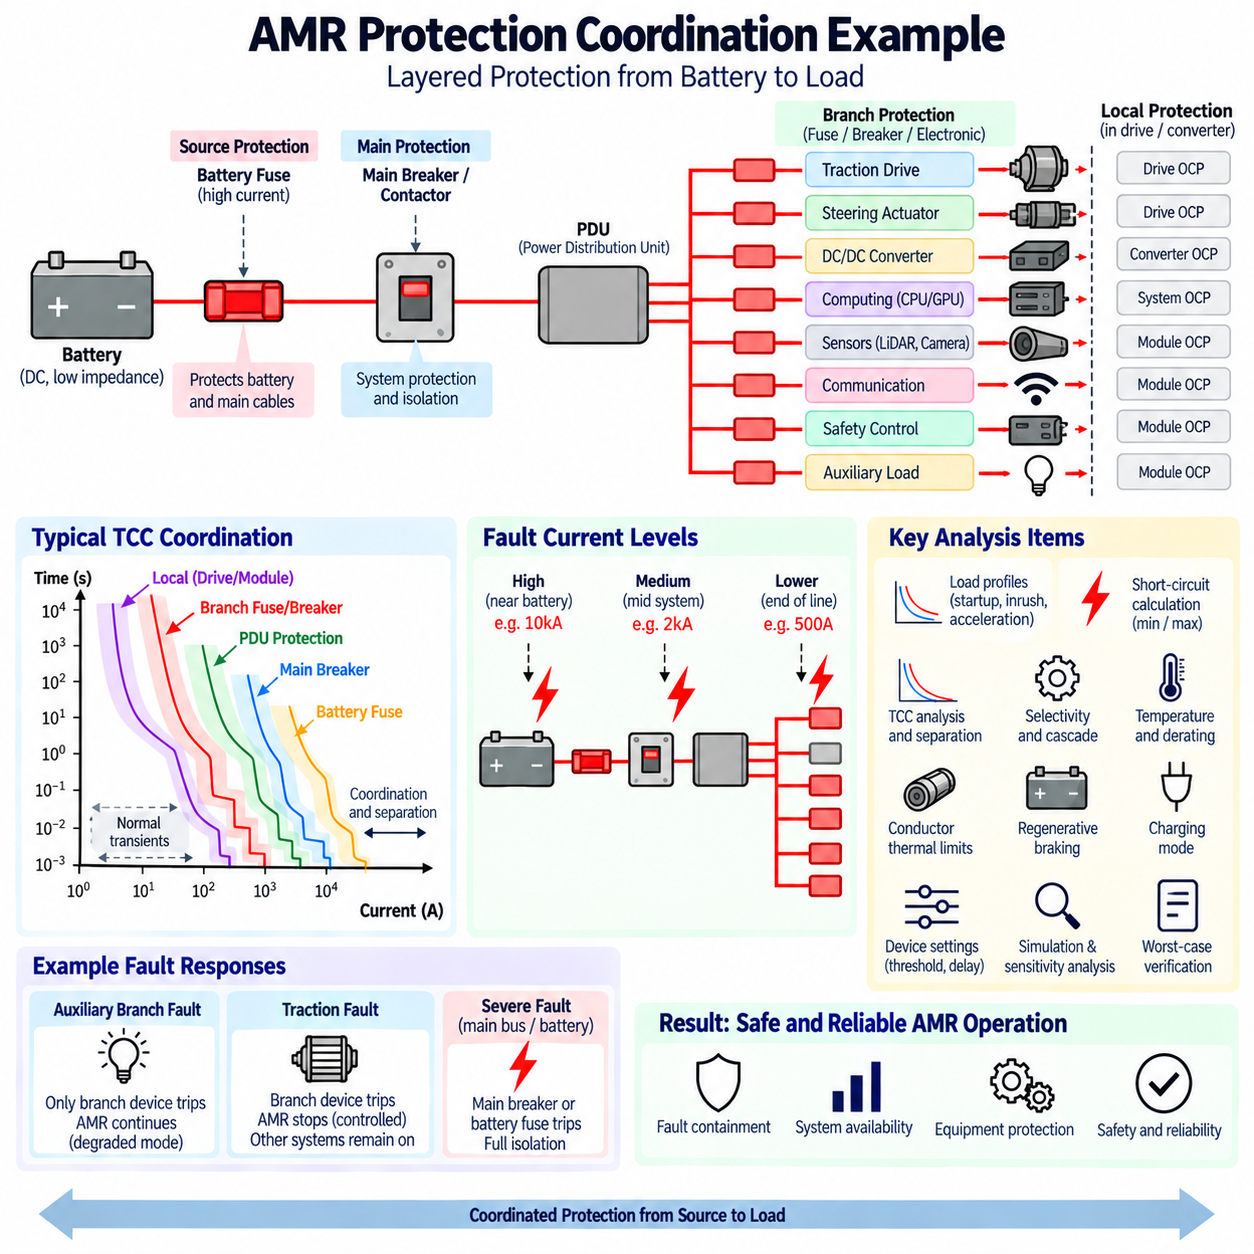 AMR Protection Coordination Example
Layered Protection from Battery to Load
Source Protection
Battery Fuse
(high current)
Main Protection
Main Breaker /
Contactor
PDU
(Power Distribution Unit)
Branch Protection
(Fuse / Breaker / Electronic)
Local Protection
(in drive / converter)
+ −
Battery
(DC, low impedance)
Protects battery
and main cables
System protection
and isolation
Traction Drive
Drive OCP
Steering Actuator
Drive OCP
DC/DC Converter
Converter OCP
Computing (CPU/GPU)
System OCP
Sensors (LiDAR, Camera)
Module OCP
Communication
Module OCP
Safety Control
Module OCP
Auxiliary Load
Module OCP
Typical TCC Coordination
Time (s)
10⁴
10³
10²
10¹
10⁰
10⁻¹
10⁻²
10⁻³
Local (Drive/Module)
Branch Fuse/Breaker
PDU Protection
Main Breaker
Battery Fuse
Coordination
and separation
Normal
transients
10⁰ 10¹ 10² 10³ 10⁴
Current (A)
Fault Current Levels
High
(near battery)
e.g. 10kA
Medium
(mid system)
e.g. 2kA
Lower
(end of line)
e.g. 500A
+ −
Key Analysis Items
Load profiles
(startup, inrush,
acceleration)
Short-circuit
calculation
(min / max)
TCC analysis
and separation
Selectivity
and cascade
Temperature
and derating
Conductor
thermal limits
+ −
Regenerative
braking
Charging
mode
Device settings
(threshold, delay)
Simulation &
sensitivity analysis
Worst-case
verification
Example Fault Responses
Auxiliary Branch Fault
Only branch device trips
AMR continues
(degraded mode)
Traction Fault
Branch device trips
AMR stops (controlled)
Other systems remain on
Severe Fault
(main bus / battery)
Main breaker or
battery fuse trips
Full isolation
Result: Safe and Reliable AMR Operation
Fault containment
System availability
Equipment protection
Safety and reliability
Coordinated Protection from Source to Load